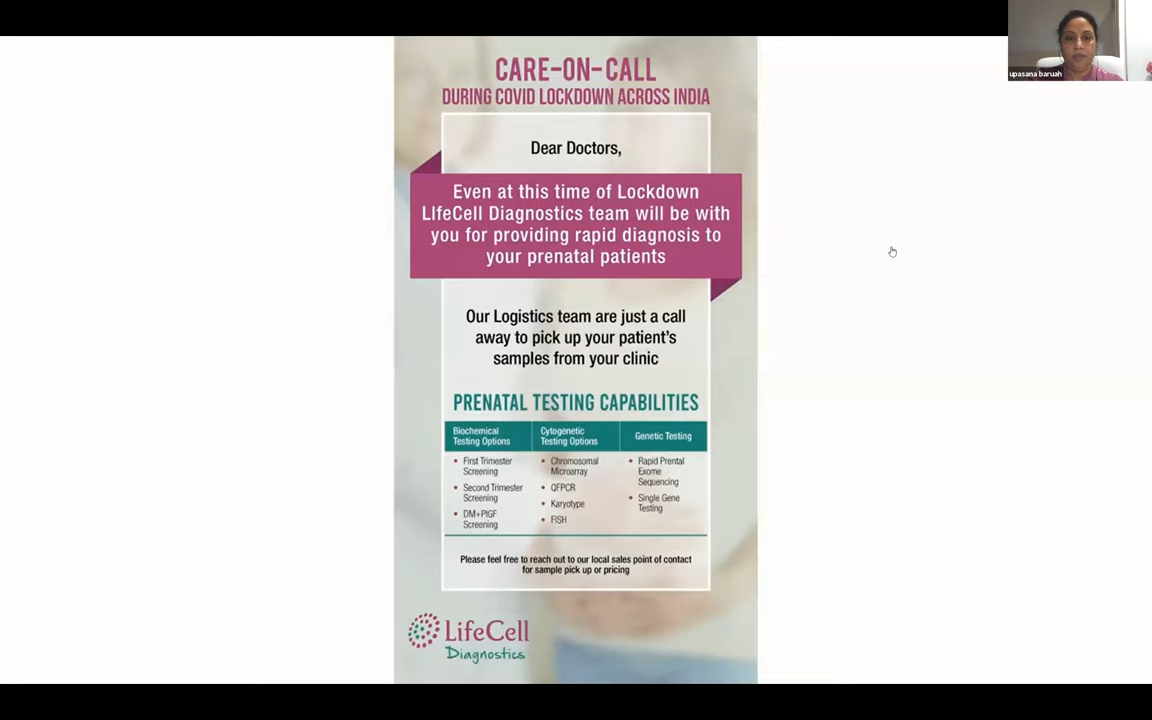 upasana baruah
CARE-ON-CALL
DURING COVID LOCKDOWN ACROSS INDIA
Dear Doctors,
Even at this time of Lockdown
LIfeCell Diagnostics team will be with
you for providing rapid diagnosis to
your prenatal patients
Our Logistics team are just a call
away to pick up your patient's
samples from your clinic
PRENATAL TESTING CAPABILITIES
Biochemical
Testing Options
• First Trimester
Screening
• Second Trimester
Screening
• DM+PIGF
Screening
Cytogenetic
Testing Options
• Chromosomal
Microarray
• QFPCR
• Karyotype
• FISH
Genetic Testing
• Rapid Prental
Exome
Sequencing
• Single Gene
Testing
Please feel free to reach out to our local sales point of contact
for sample pick up or pricing
LifeCell
Diagnostics